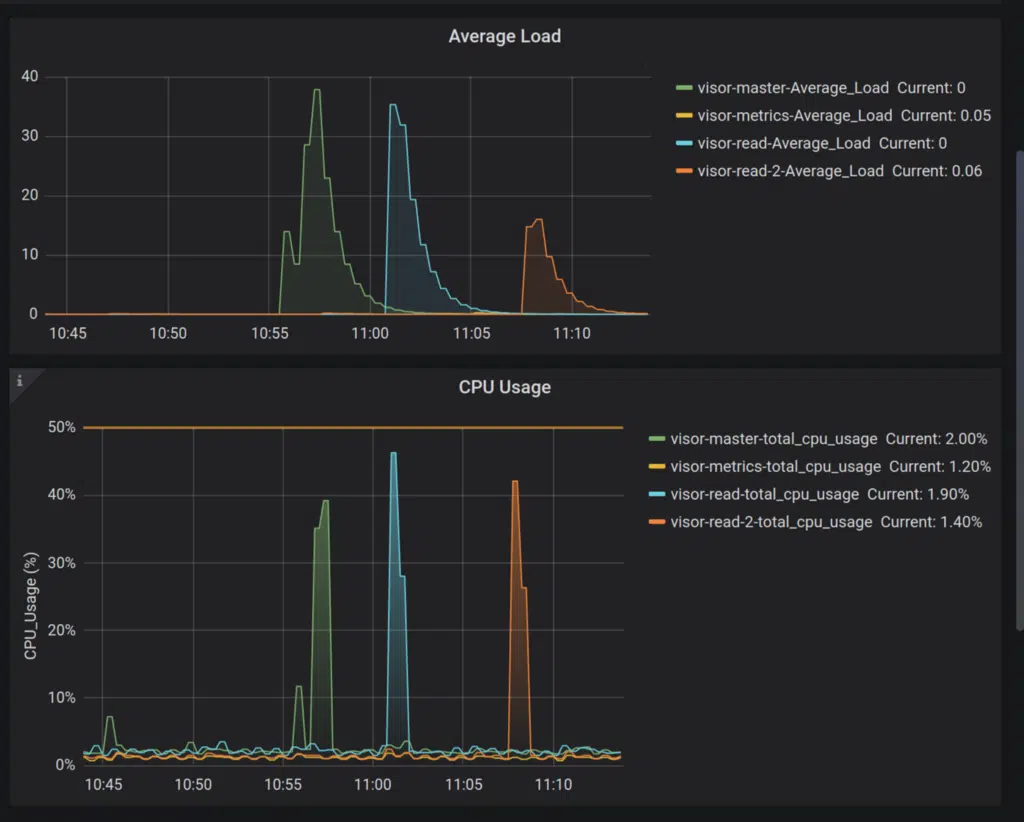 Average Load
40
30
20
10
0
10:45 10:50 10:55 11:00 11:05 11:10
visor-master-Average_Load Current: 0
visor-metrics-Average_Load Current: 0.05
visor-read-Average_Load Current: 0
visor-read-2-Average_Load Current: 0.06
i
CPU Usage
CPU_Usage (%)
50%
40%
30%
20%
10%
0%
10:45 10:50 10:55 11:00 11:05 11:10
visor-master-total_cpu_usage Current: 2.00%
visor-metrics-total_cpu_usage Current: 1.20%
visor-read-total_cpu_usage Current: 1.90%
visor-read-2-total_cpu_usage Current: 1.40%